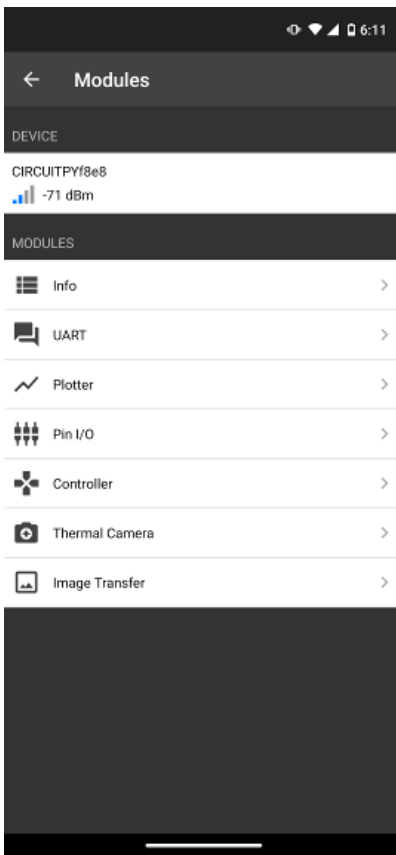 6:11
Modules
DEVICE
CIRCUITPYf8e8
-71 dBm
MODULES
Info
UART
Plotter
Pin I/O
Controller
Thermal Camera
Image Transfer